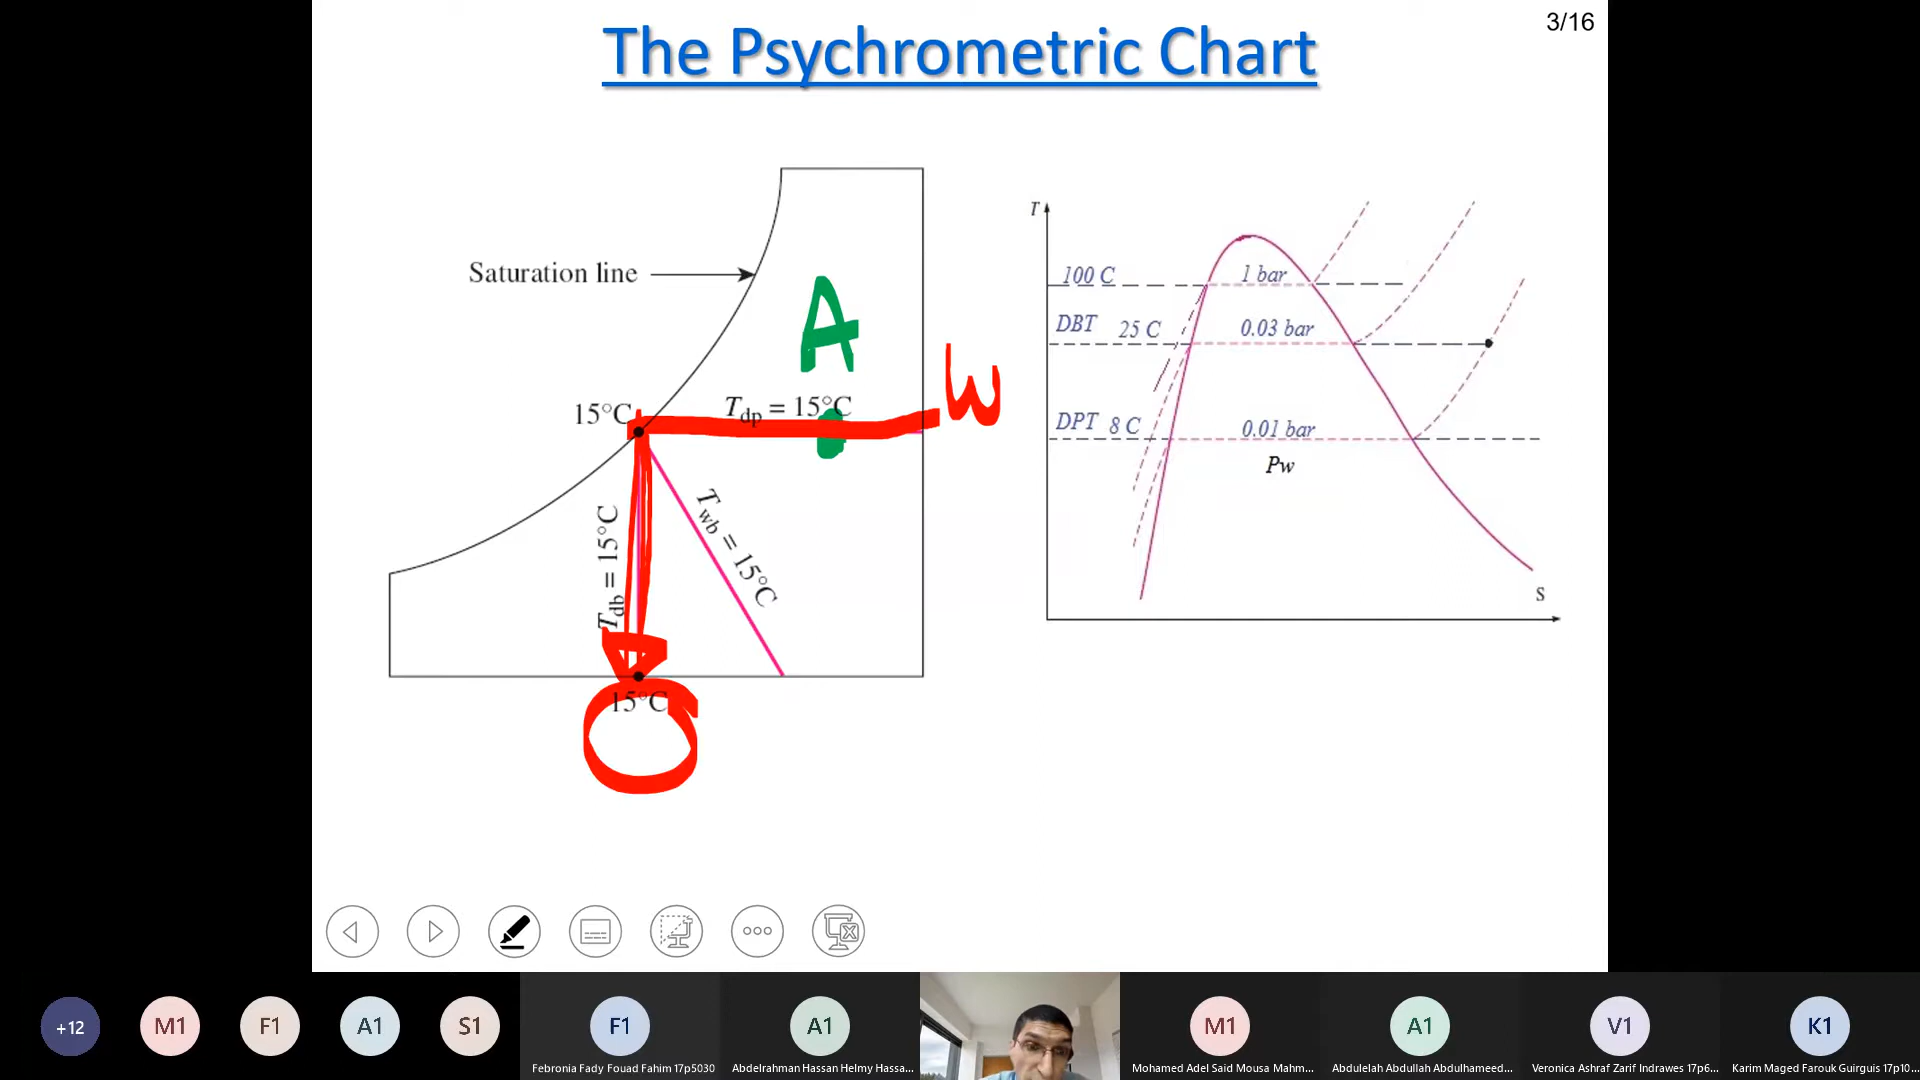 The Psychrometric Chart
3/16
Saturation line
A
ω
15°C
Tdp = 15°C
Tdb = 15°C
Twb = 15°C
15°C
T
100 C
1 bar
DBT 25 C
0.03 bar
DPT 8 C
0.01 bar
Pw
S
+12
M1
F1
A1
S1
F1
Febronia Fady Fouad Fahim 17p5030
A1
Abdelrahman Hassan Helmy Hassa...
M1
Mohamed Adel Said Mousa Mahm...
A1
Abdulelah Abdullah Abdulhameed...
V1
Veronica Ashraf Zarif Indrawes 17p6...
K1
Karim Maged Farouk Guirguis 17p10...